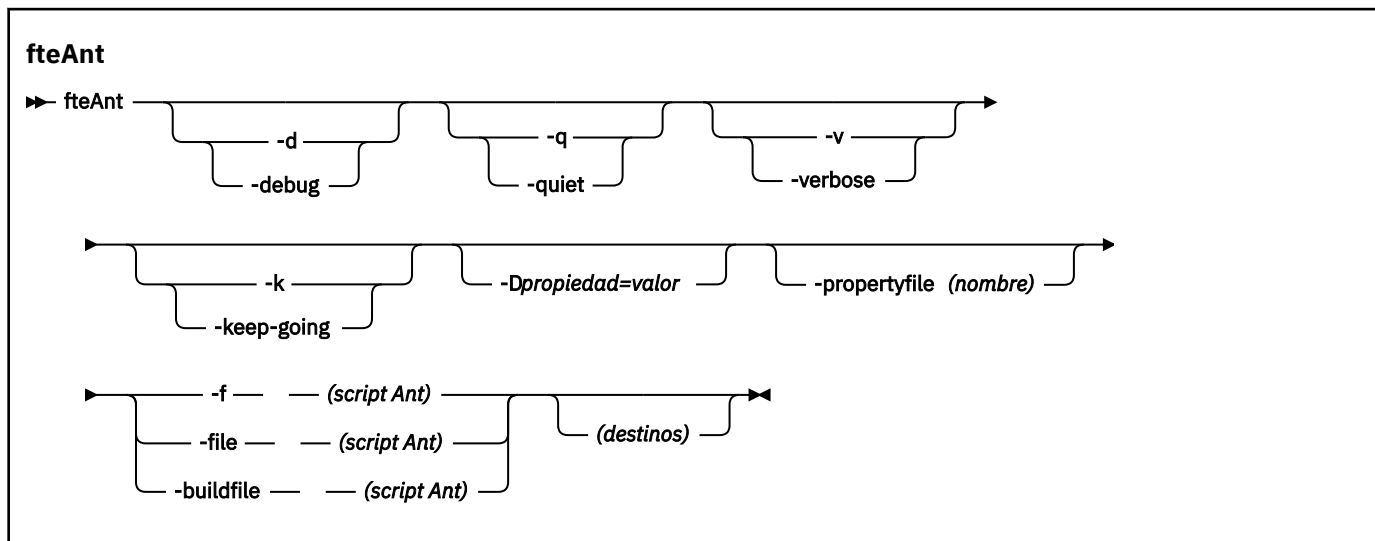 fteAnt
fteAnt
-d
-debug
-q
-quiet
-v
-verbose
-k
-keep-going
-Dpropiedad=valor
-propertyfile (nombre)
-f (script Ant)
-file (script Ant)
-buildfile (script Ant)
(destinos)